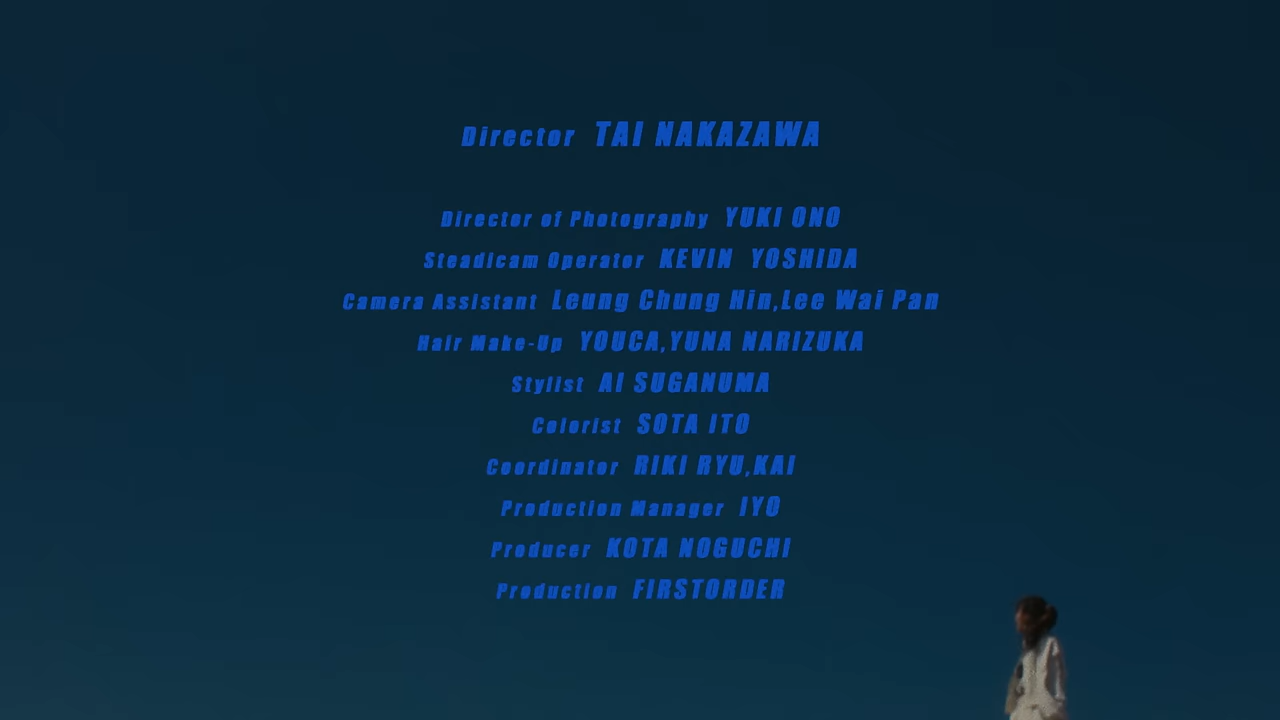 Director TAI NAKAZAWA
Director of Photography YUKI ONO
Steadicam Operator KEVIN YOSHIDA
Camera Assistant Leung Chung Hin,Lee Wai Pan
Hair Make-Up YOUCA,YUNA NARIZUKA
Stylist AI SUGANUMA
Colorist SOTA ITO
Coordinator RIKI RYU,KAI
Production Manager IYO
Producer KOTA NOGUCHI
Production FIRSTORDER